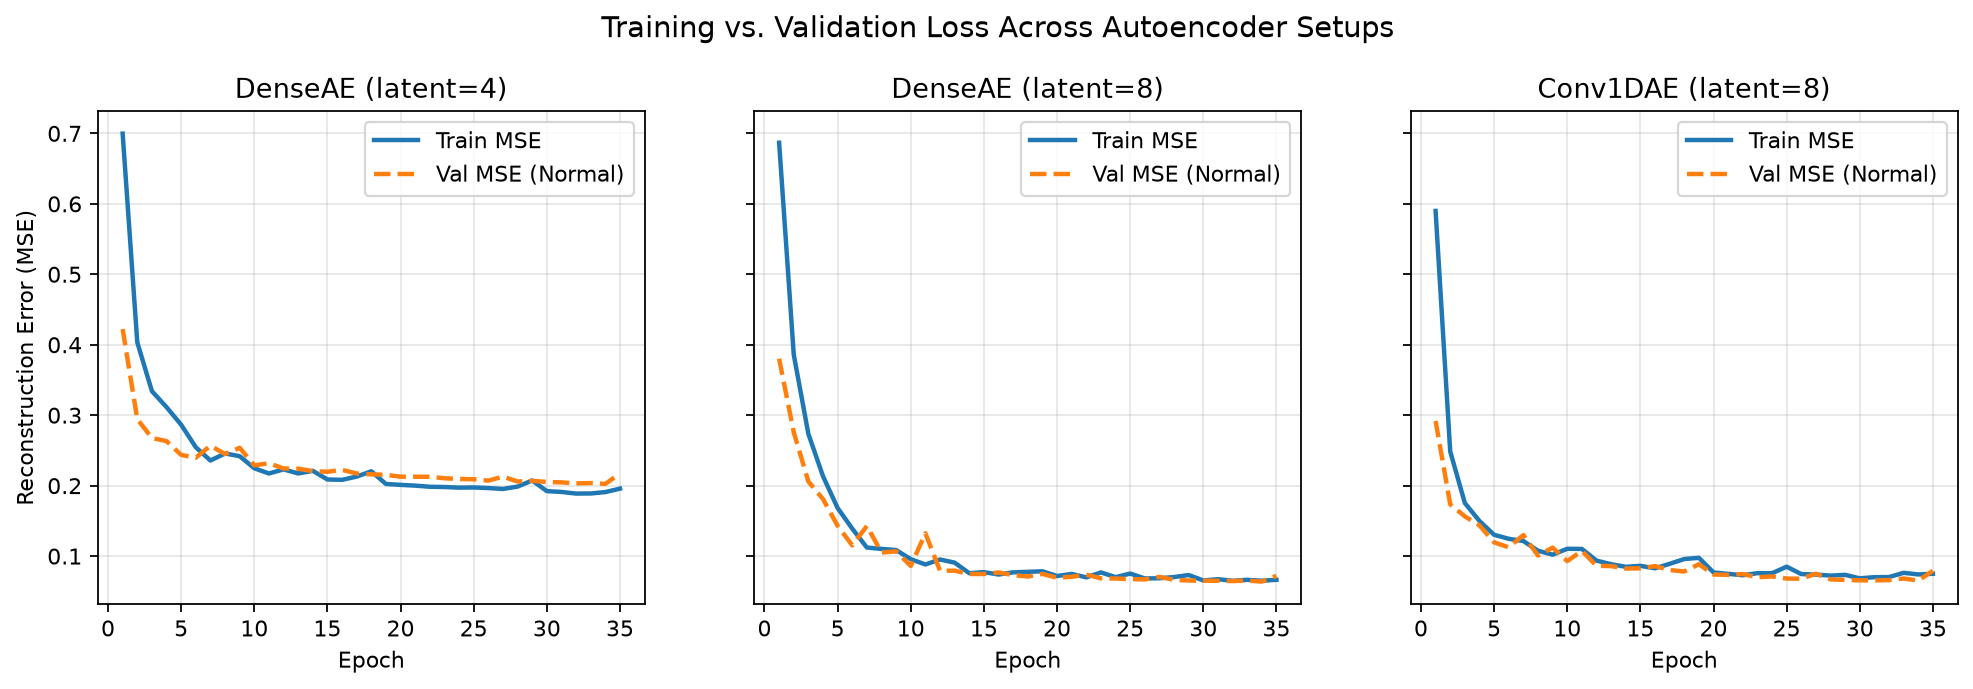 Training vs. Validation Loss Across Autoencoder Setups
DenseAE (latent=4)
Train MSE
Val MSE (Normal)
Reconstruction Error (MSE)
0.7
0.6
0.5
0.4
0.3
0.2
0.1
0 5 10 15 20 25 30 35
Epoch
DenseAE (latent=8)
Train MSE
Val MSE (Normal)
0 5 10 15 20 25 30 35
Epoch
Conv1DAE (latent=8)
Train MSE
Val MSE (Normal)
0 5 10 15 20 25 30 35
Epoch